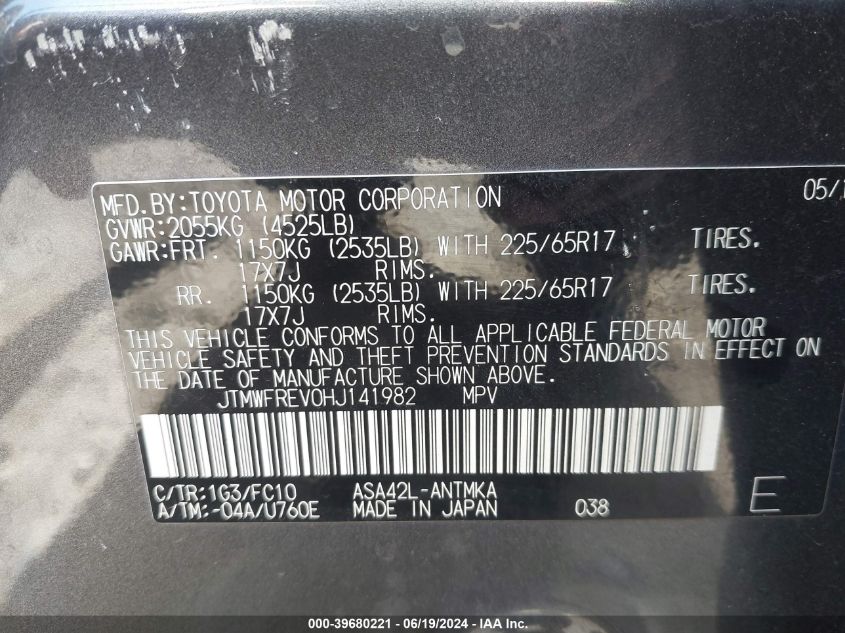 MFD.BY:TOYOTA MOTOR CORPORATION 05/1
GVWR:2055KG (4525LB)
GAWR:FRT. 1150KG (2535LB) WITH 225/65R17 TIRES.
17X7J RIMS.
RR. 1150KG (2535LB) WITH 225/65R17 TIRES.
17X7J RIMS.
THIS VEHICLE CONFORMS TO ALL APPLICABLE FEDERAL MOTOR
VEHICLE SAFETY AND THEFT PREVENTION STANDARDS IN EFFECT ON
THE DATE OF MANUFACTURE SHOWN ABOVE.
JTMWFREV0HJ141982 MPV
C/TR:1G3/FC10 ASA42L-ANTMKA
A/TM:-04A/U760E MADE IN JAPAN 038 E
000-39680221 - 06/19/2024 - IAA Inc.